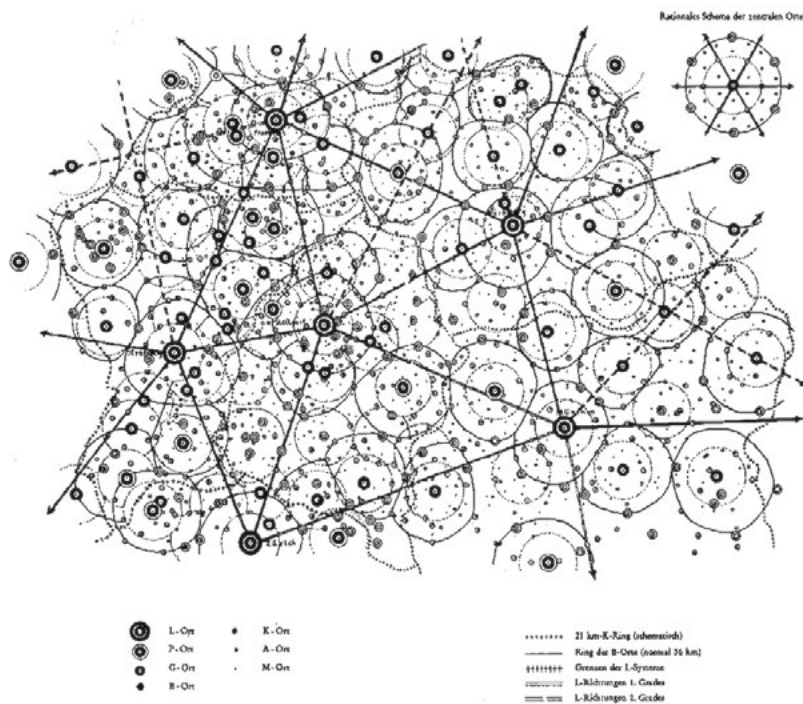 Rationales Schema der zentralen Orte
Zürich
L-Ort
P-Ort
G-Ort
B-Ort
K-Ort
A-Ort
M-Ort
21 km-K-Ring (schematisch)
Ring der B-Orte (normal 36 km)
Grenzen der L-Systeme
L-Richtungen 1. Grades
L-Richtungen 2. Grades